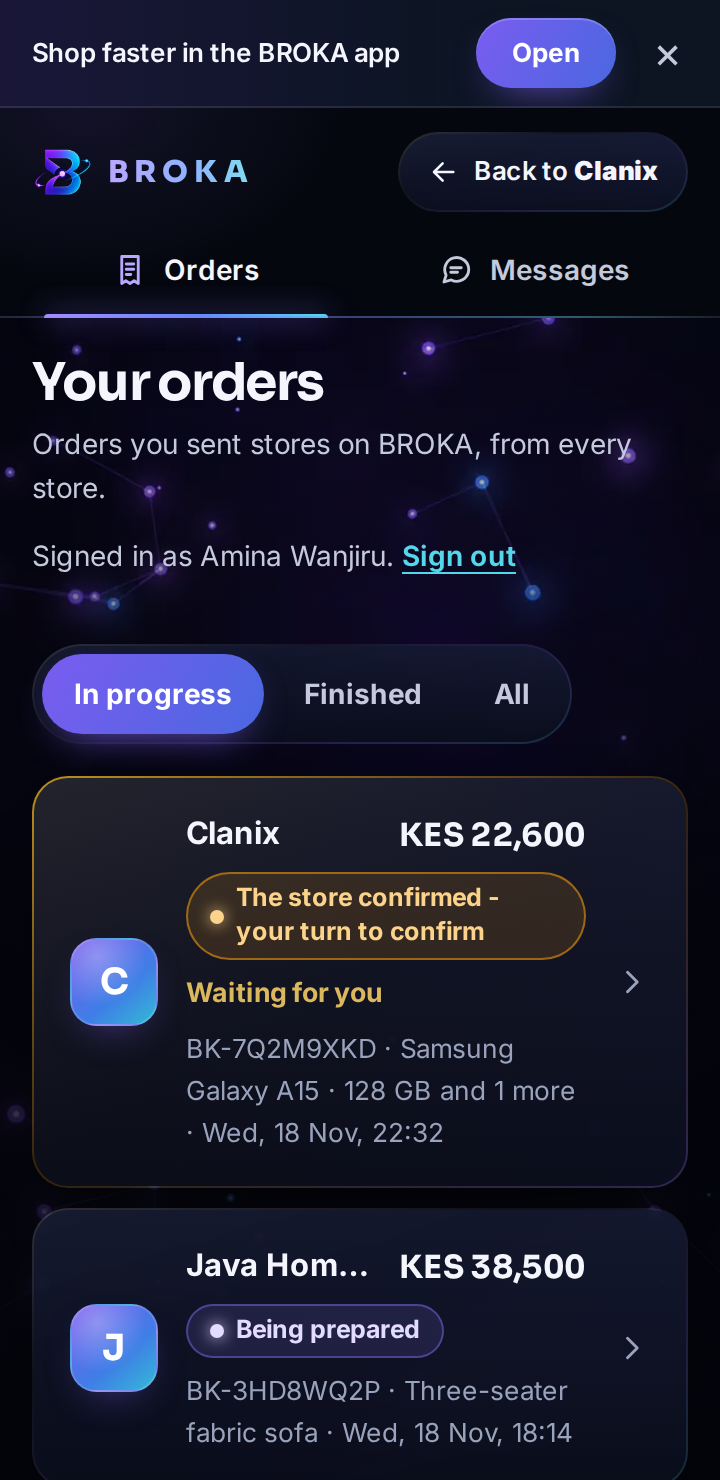 Shop faster in the BROKA app
Open
BROKA
Back to Clanix
Orders
Messages
Your orders
Orders you sent stores on BROKA, from every
store.
Signed in as Amina Wanjiru. Sign out
In progress
Finished
All
Clanix
KES 22,600
The store confirmed -
your turn to confirm
C
Waiting for you
BK-7Q2M9XKD · Samsung
Galaxy A15 · 128 GB and 1 more
· Wed, 18 Nov, 22:32
Java Hom...
KES 38,500
Being prepared
J
BK-3HD8WQ2P · Three-seater
fabric sofa · Wed, 18 Nov, 18:14